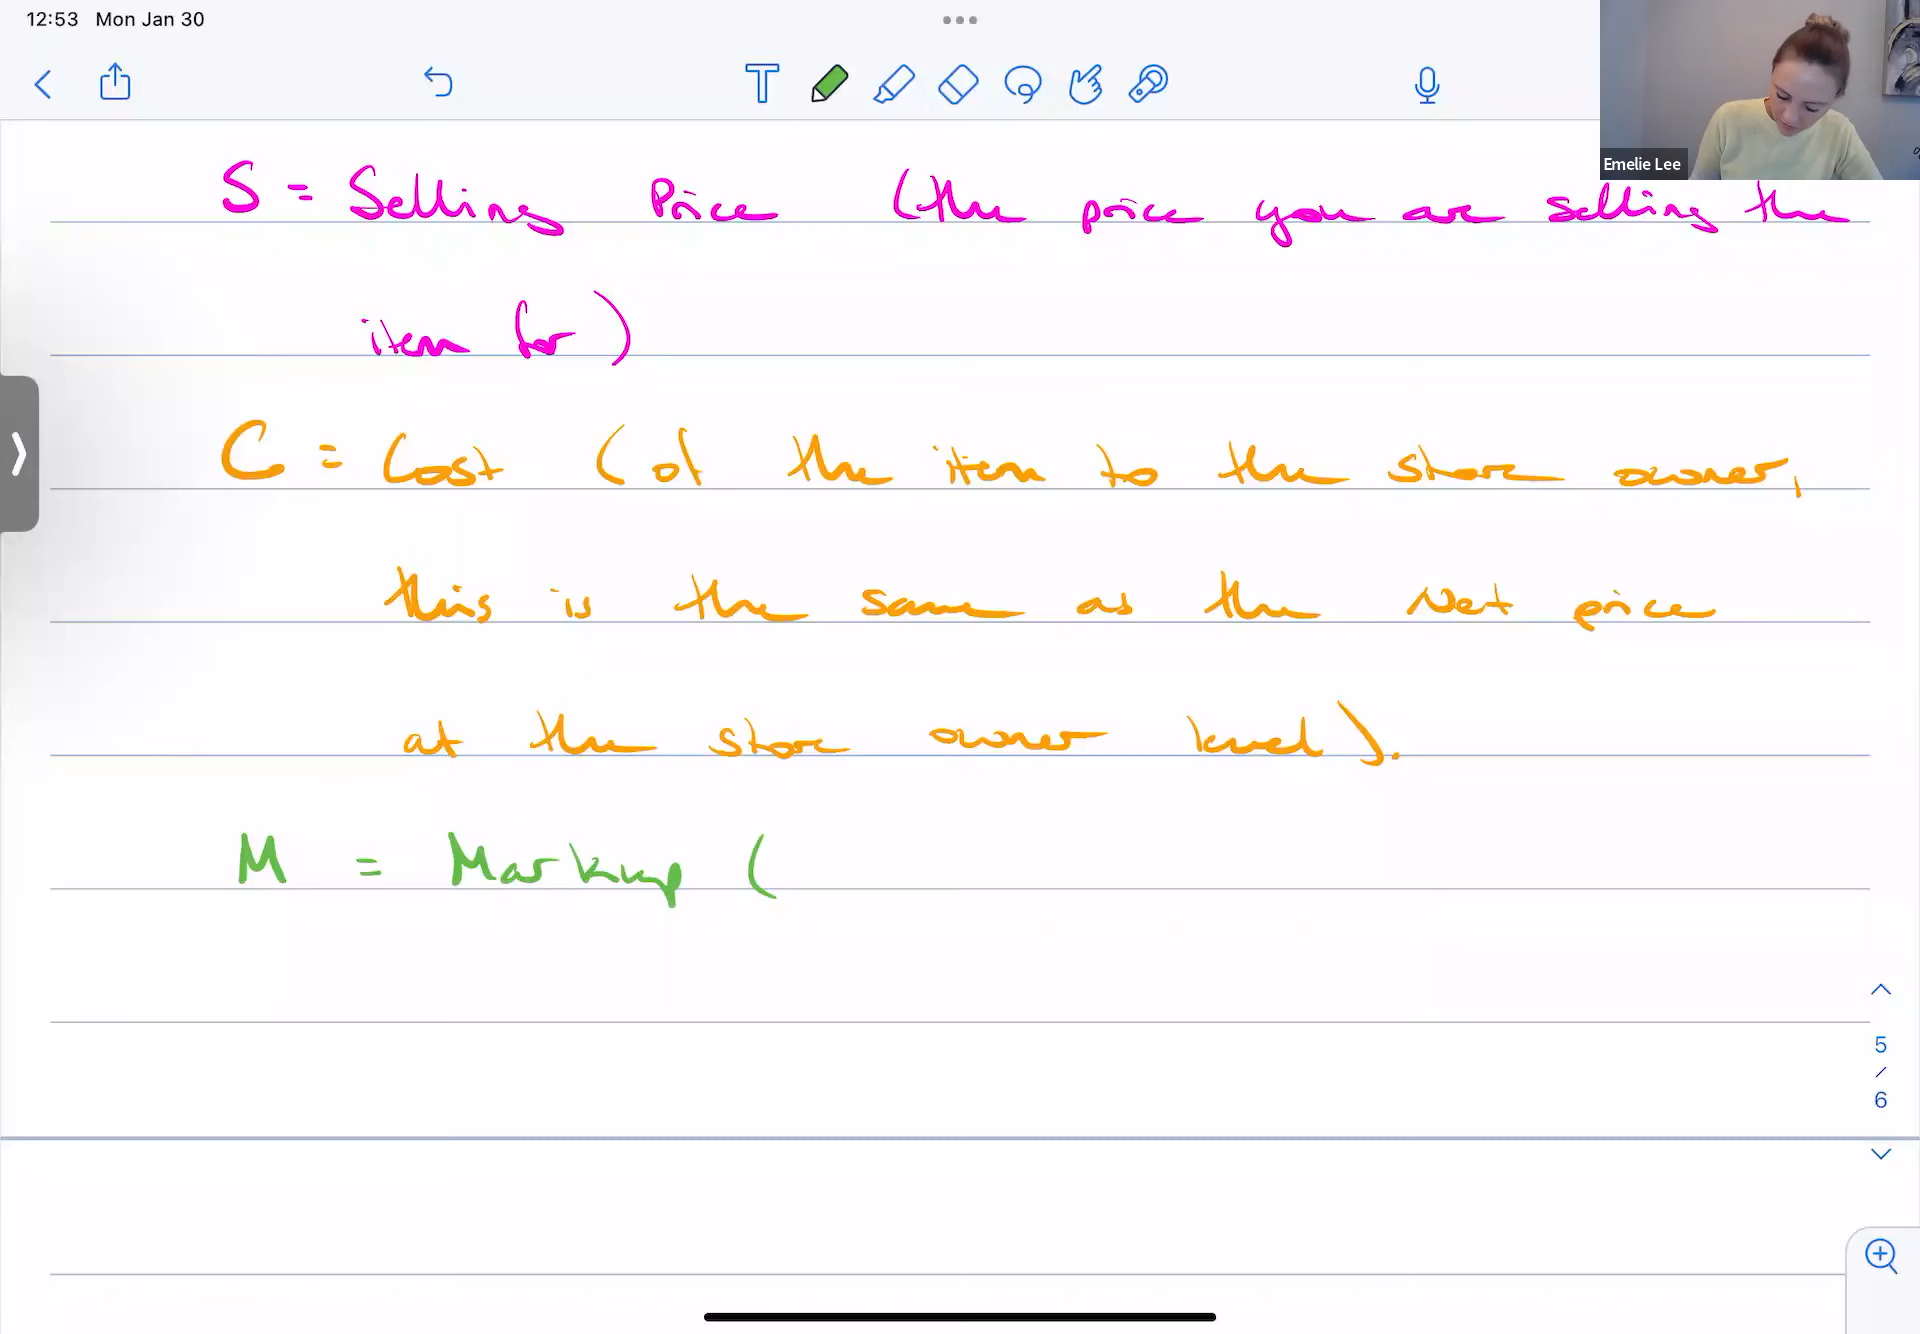 12:53 Mon Jan 30
Emelie Lee
S = Selling Price (the price you are selling the
item for)
C = Cost (of the item to the store owner,
this is the same as the Net price
at the store owner level).
M = Markup (
5
/
6